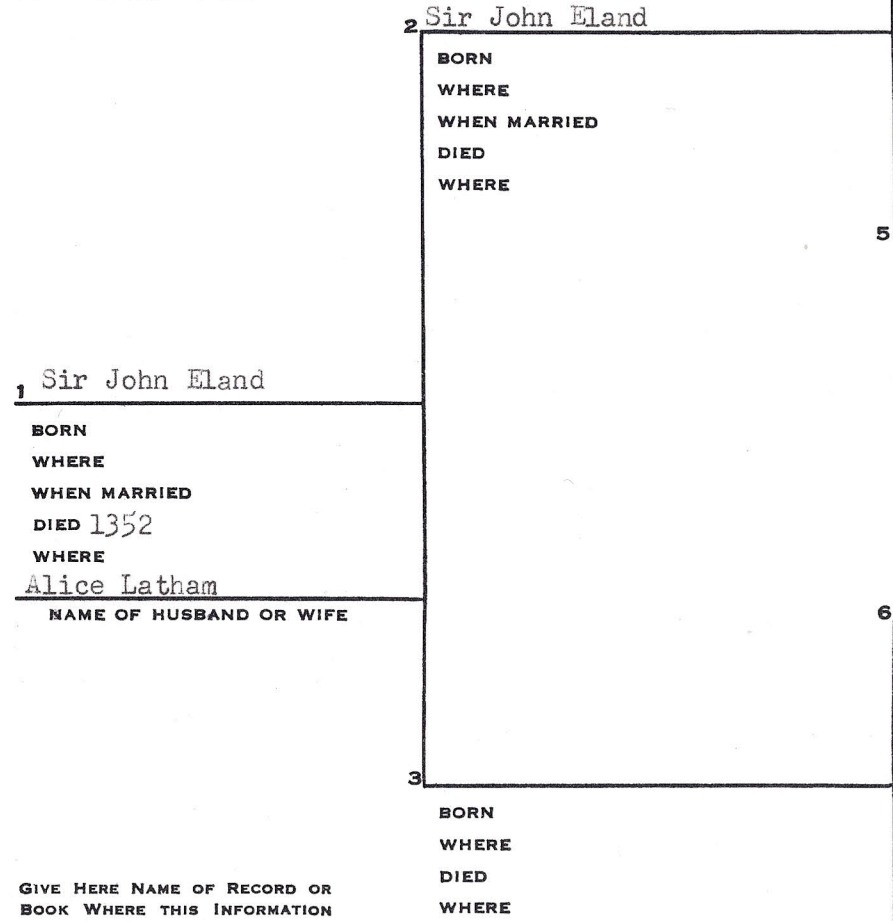 2 Sir John Eland
BORN
WHERE
WHEN MARRIED
DIED
WHERE
5
1 Sir John Eland
BORN
WHERE
WHEN MARRIED
DIED 1352
WHERE
Alice Latham
NAME OF HUSBAND OR WIFE
6
3
BORN
WHERE
DIED
WHERE
GIVE HERE NAME OF RECORD OR
BOOK WHERE THIS INFORMATION